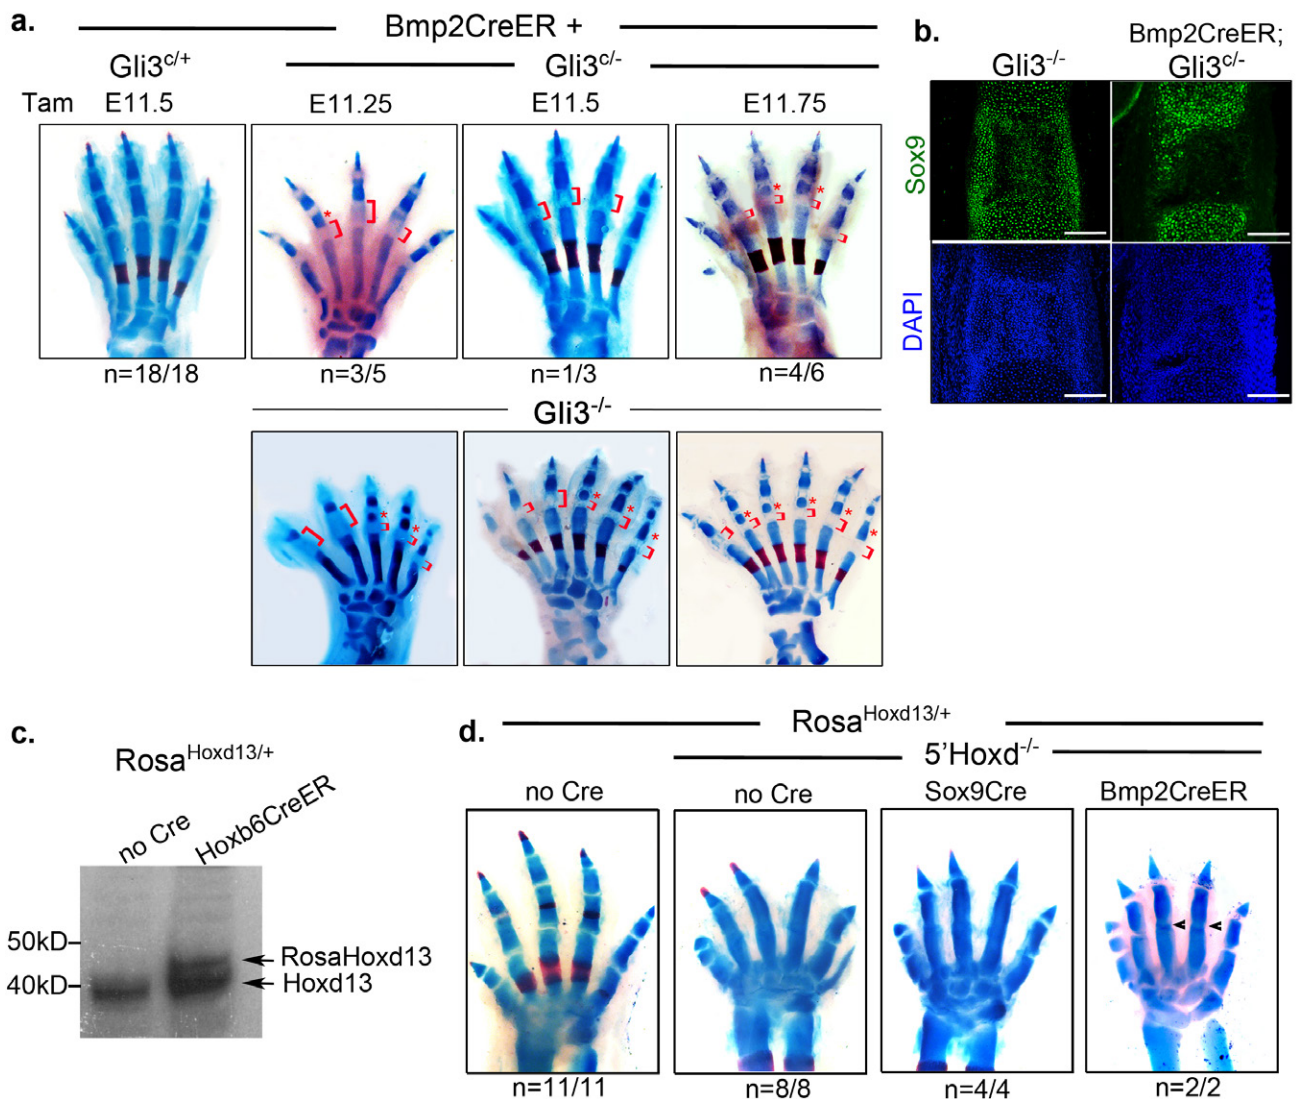 a.
Bmp2CreER +
Gli3c/+
Gli3c/-
Tam E11.5 E11.25 E11.5 E11.75
* * *
n=18/18 n=3/5 n=1/3 n=4/6
Gli3-/-
* * * * * * * * *
b.
Gli3-/-
Bmp2CreER;
Gli3c/-
Sox9
DAPI
c.
RosaHoxd13/+
no Cre
Hoxb6CreER
50kD
40kD
RosaHoxd13
Hoxd13
d.
RosaHoxd13/+
5'Hoxd-/-
no Cre no Cre Sox9Cre Bmp2CreER
n=11/11 n=8/8 n=4/4 n=2/2